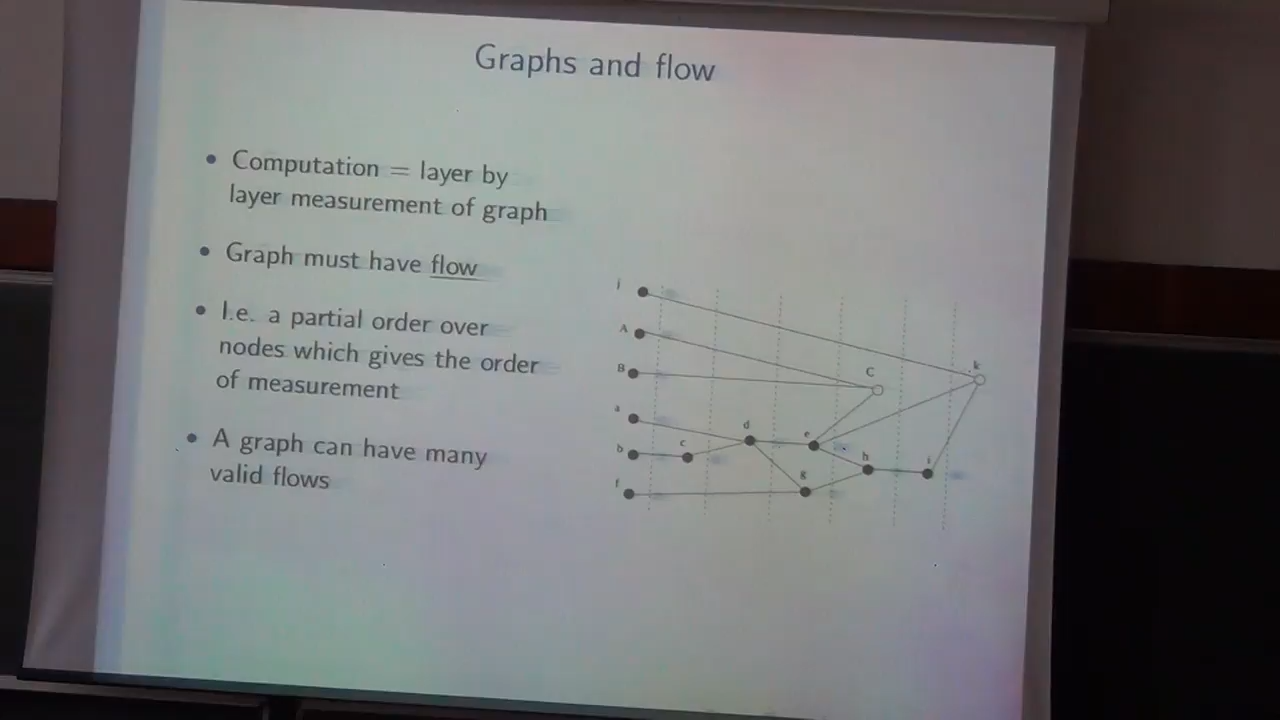 Graphs and flow
• Computation = layer by
layer measurement of graph
• Graph must have flow
• I.e. a partial order over
nodes which gives the order
of measurement
• A graph can have many
valid flows
A
B
C
k
a
b
c
d
e
f
g
h
i